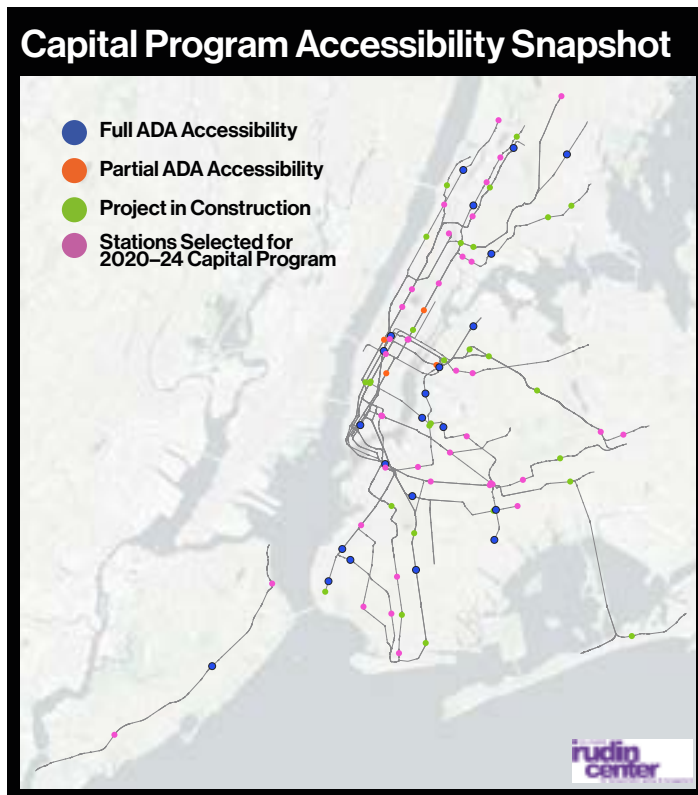 Capital Program Accessibility Snapshot
Full ADA Accessibility
Partial ADA Accessibility
Project in Construction
Stations Selected for
2020–24 Capital Program
rudin
center